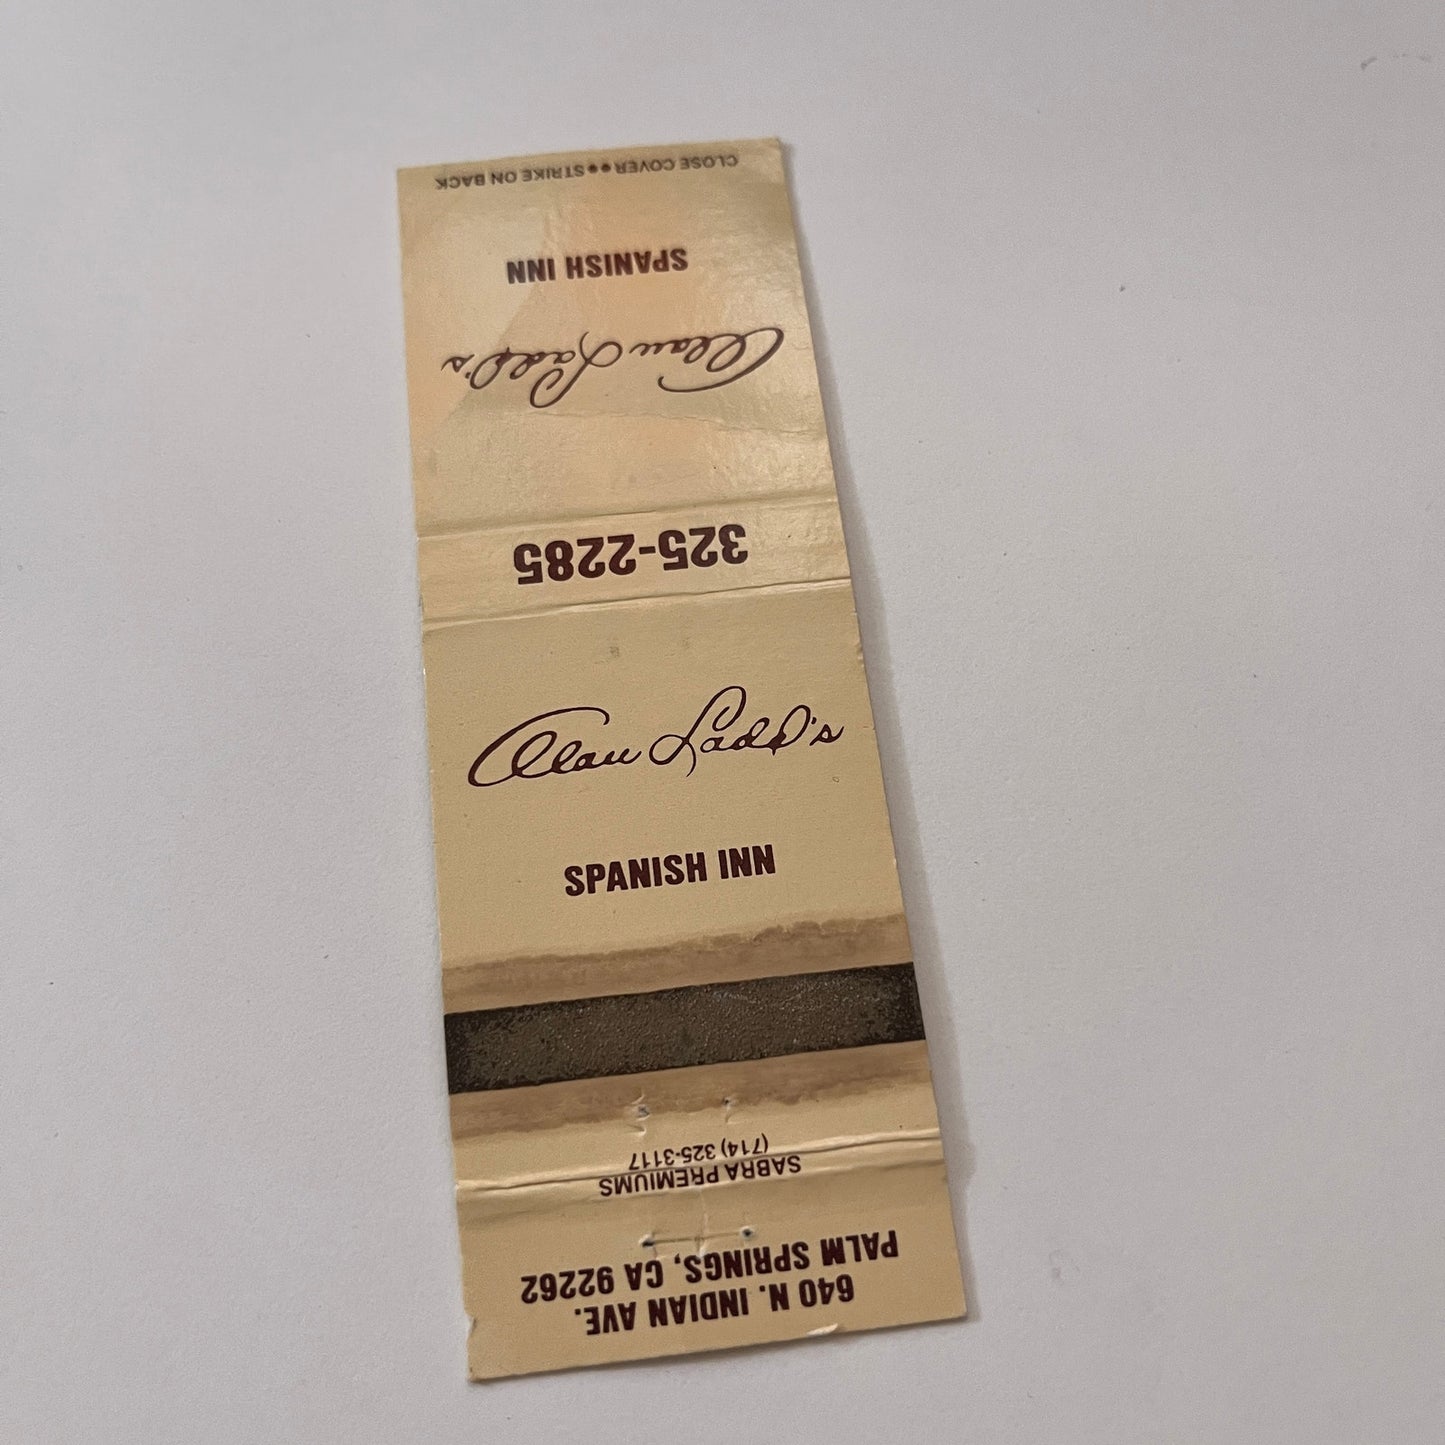 CLOSE COVER●●STRIKE ON BACK
SPANISH INN
Alan Ladd's
325-2285
Alan Ladd's
SPANISH INN
SABRA PREMIUMS
(714) 325-3117
640 N. INDIAN AVE.
PALM SPRINGS, CA 92262